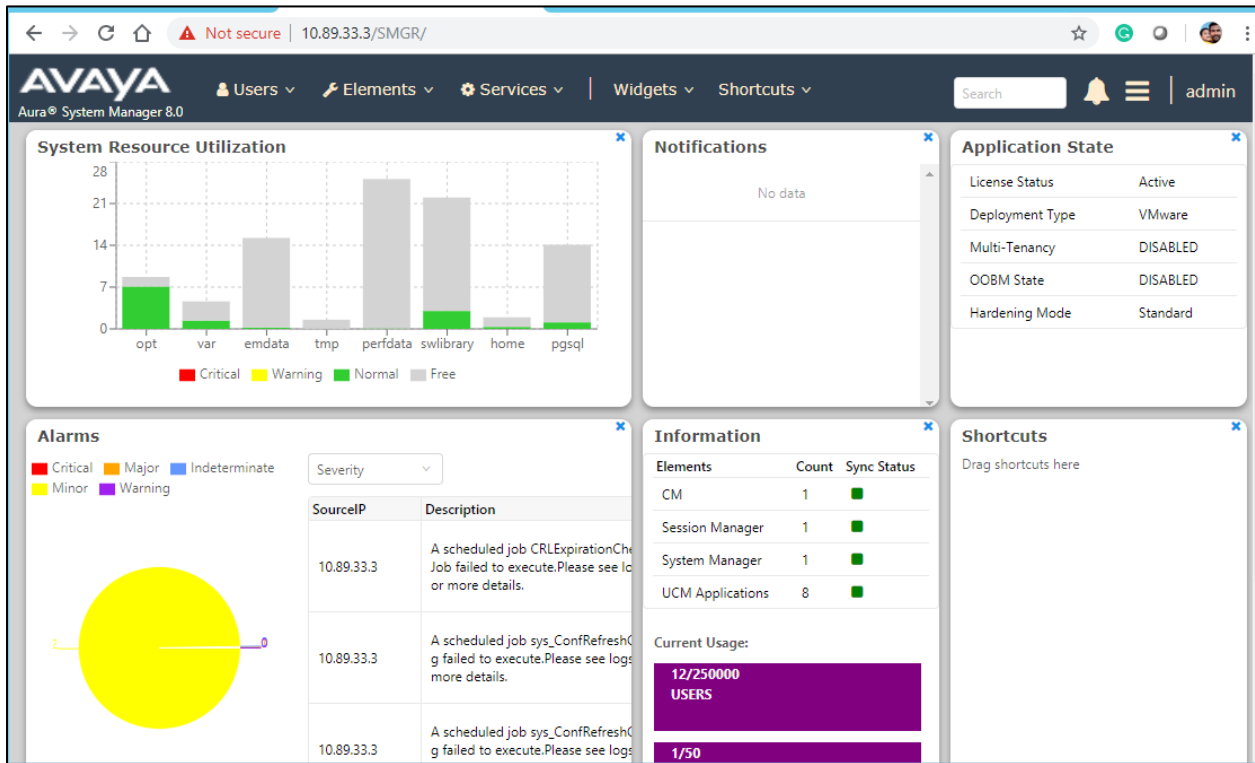 Not secure | 10.89.33.3/SMGR/
AVAYA
Aura® System Manager 8.0
Users
Elements
Services
Widgets
Shortcuts
Search
admin
System Resource Utilization
28
21
14
7
0
opt var emdata tmp perfdata swlibrary home pgsql
Critical Warning Normal Free
Notifications
No data
Application State
License Status Active
Deployment Type VMware
Multi-Tenancy DISABLED
OOBM State DISABLED
Hardening Mode Standard
Alarms
Critical Major Indeterminate
Minor Warning
Severity
SourceIP Description
10.89.33.3
A scheduled job CRLExpirationChe
Job failed to execute.Please see lo
or more details.
10.89.33.3
A scheduled job sys_ConfRefreshC
g failed to execute.Please see logs
more details.
10.89.33.3
A scheduled job sys_ConfRefreshC
g failed to execute.Please see logs
0
Information
Elements Count Sync Status
CM 1
Session Manager 1
System Manager 1
UCM Applications 8
Current Usage:
12/250000
USERS
1/50
Shortcuts
Drag shortcuts here